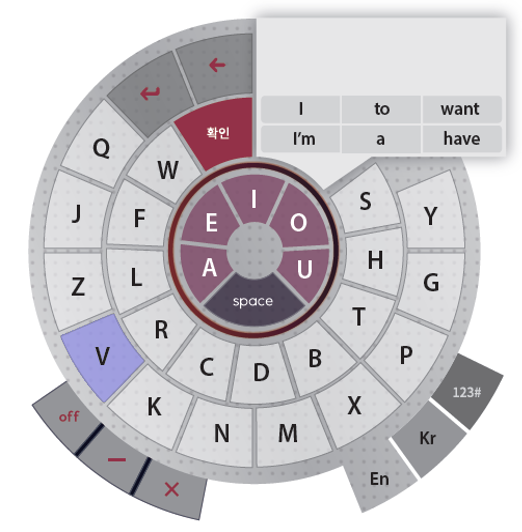 I to want
I'm a have
확인
Q W S Y
J F E I O H G
Z L A U T P
space
V R C D B X
K N M
off
123#
Kr
En